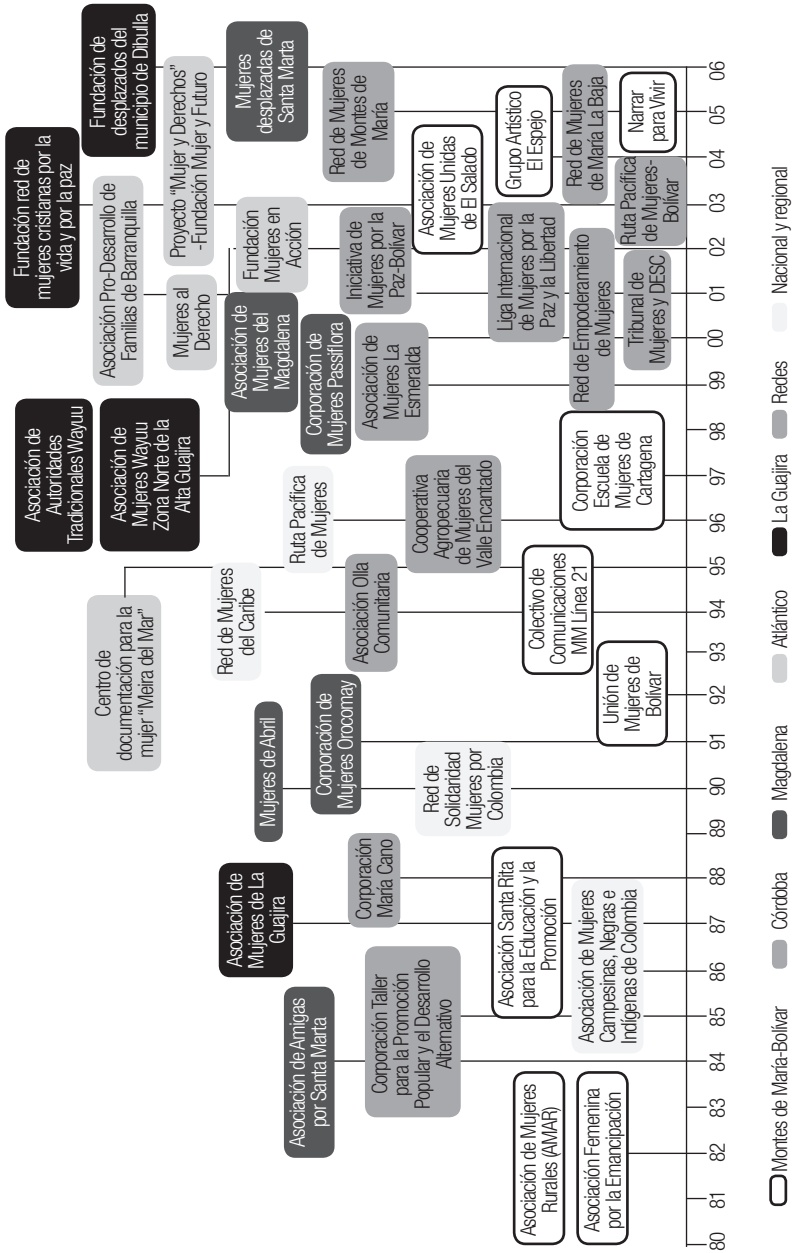 Fundación red de
mujeres cristianas por la
vida y por la paz
Fundación de
desplazados del
municipio de Dibulla
Asociación Pro-Desarrollo de
Familias de Barranquilla
Proyecto "Mujer y Derechos"
-Fundación Mujer y Futuro
Mujeres al
Derecho
Mujeres
desplazadas de
Santa Marta
Fundación
Mujeres en
Acción
Asociación de
Mujeres del
Magdalena
Red de Mujeres
de Montes de
María
Iniciativa de
Mujeres por la
Paz-Bolívar
Corporación de
Mujeres Passiflora
Asociación de
Mujeres La
Esmeralda
Asociación de
Mujeres Unidas
de El Salado
Grupo Artístico
El Espejo
Liga Internacional
de Mujeres por la
Paz y la Libertad
Red de Mujeres
de María La Baja
Red de Empoderamiento
de Mujeres
Narrar
para Vivir
Ruta Pacífica
de Mujeres-
Bolívar
Tribunal de
Mujeres y DESC
Asociación de
Autoridades
Tradicionales Wayuu
Asociación de
Mujeres Wayuu
Zona Norte de la
Alta Guajira
Centro de
documentación para la
mujer "Meira del Mar"
Red de Mujeres
del Caribe
Ruta Pacífica
de Mujeres
Asociación Olla
Comunitaria
Cooperativa
Agropecuaria
de Mujeres del
Valle Encantado
Corporación
Escuela de
Mujeres de
Cartagena
Colectivo de
Comunicaciones
MM Línea 21
Unión de
Mujeres de
Bolívar
Mujeres de Abril
Corporación de
Mujeres Orocomay
Red de
Solidaridad
Mujeres por
Colombia
Asociación de
Mujeres de La
Guajira
Corporación
María Cano
Asociación de Amigas
por Santa Marta
Corporación Taller
para la Promoción
Popular y el Desarrollo
Alternativo
Asociación Santa Rita
para la Educación y la
Promoción
Asociación de Mujeres
Campesinas, Negras e
Indígenas de Colombia
Asociación de Mujeres
Rurales (AMAR)
Asociación Femenina
por la Emancipación
80 81 82 83 84 85 86 87 88 89 90 91 92 93 94 95 96 97 98 99 00 01 02 03 04 05 06
Montes de María-Bolívar
Córdoba
Magdalena
Atlántico
La Guajira
Redes
Nacional y regional